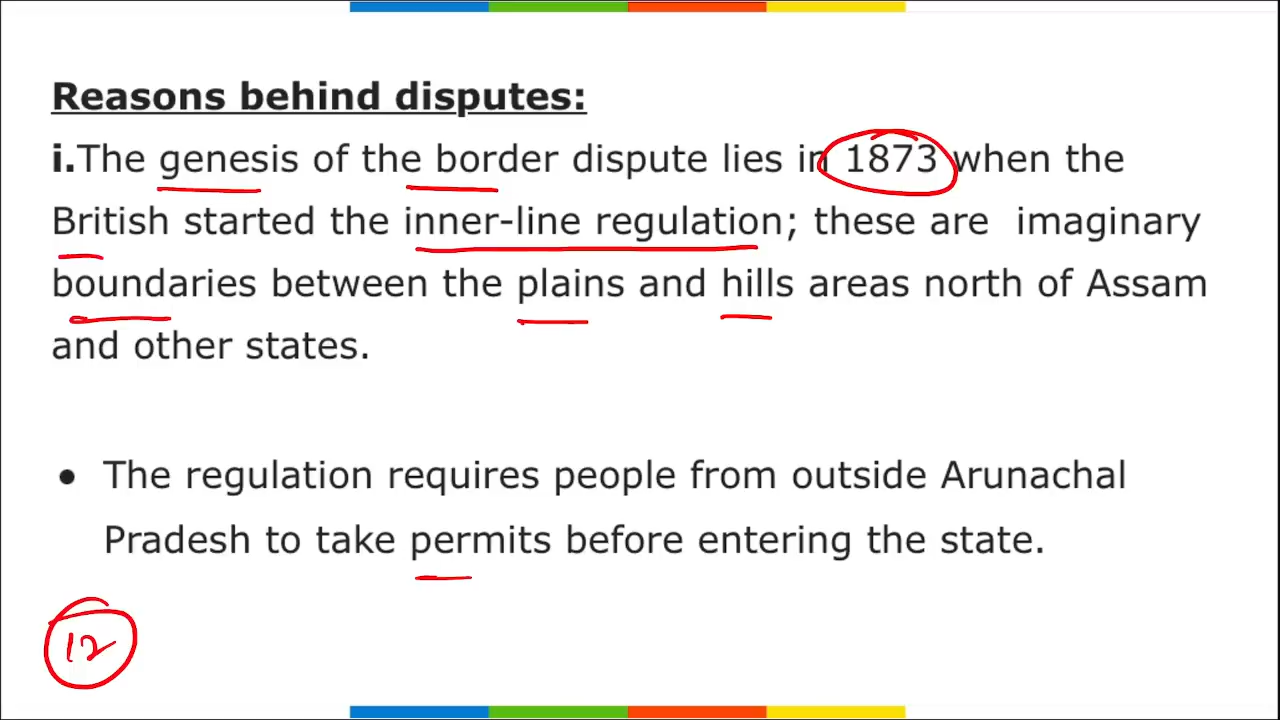 Reasons behind disputes:
i.The genesis of the border dispute lies in 1873 when the
British started the inner-line regulation; these are imaginary
boundaries between the plains and hills areas north of Assam
and other states.
● The regulation requires people from outside Arunachal
Pradesh to take permits before entering the state.
12